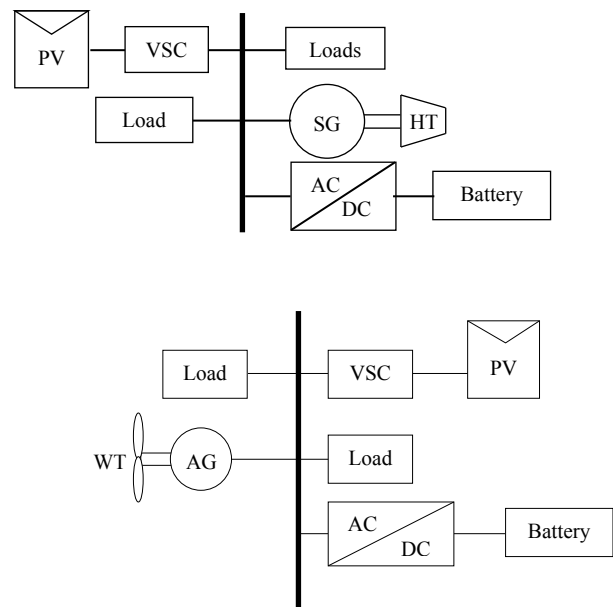 PV
VSC
Loads
Load
SG
HT
AC
DC
Battery
Load
VSC
PV
WT
AG
Load
AC
DC
Battery